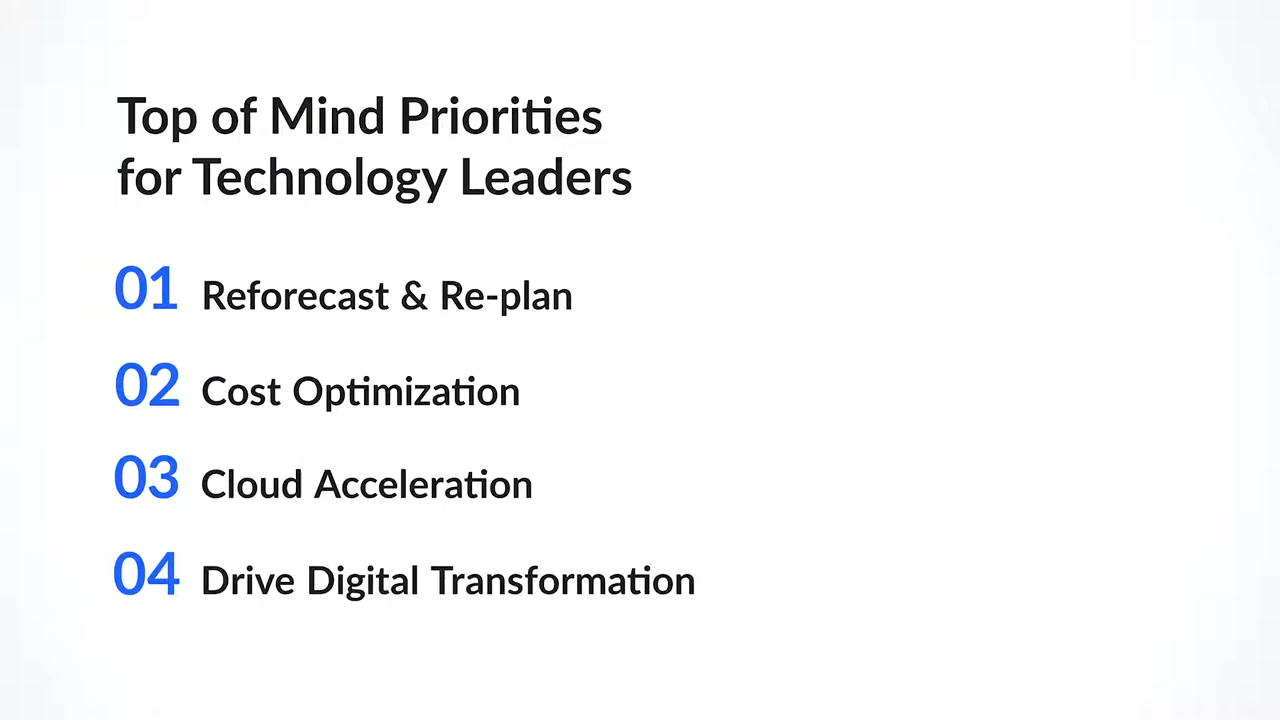 Top of Mind Priorities
for Technology Leaders
01 Reforecast & Re-plan
02 Cost Optimization
03 Cloud Acceleration
04 Drive Digital Transformation